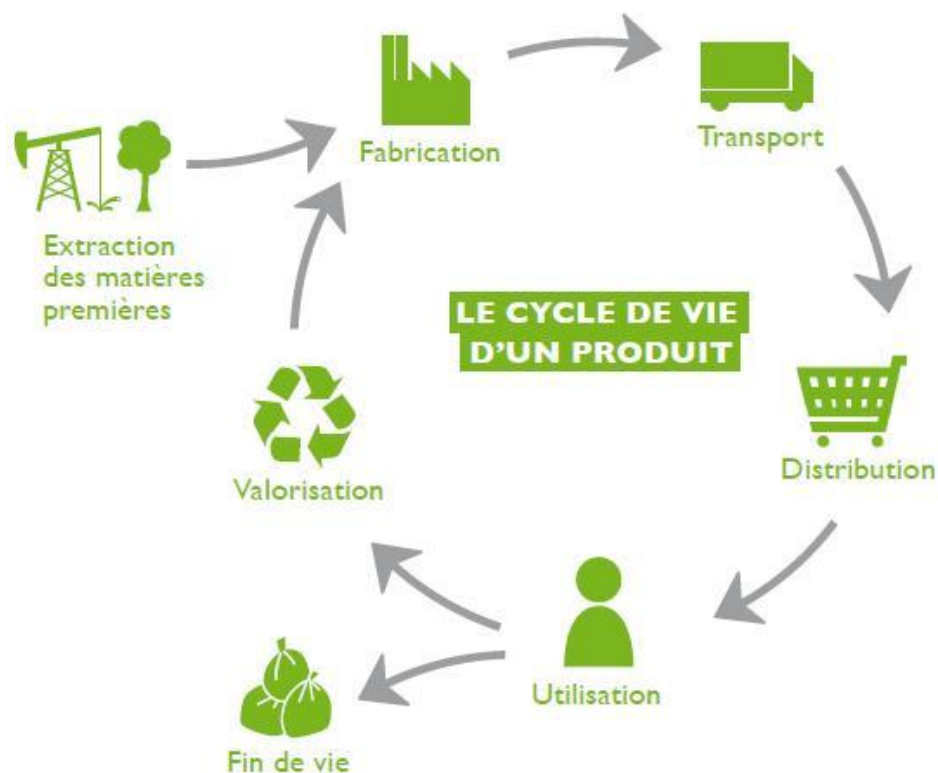 Fabrication
Transport
Extraction
des matières
premières
LE CYCLE DE VIE
D'UN PRODUIT
Distribution
Valorisation
Utilisation
Fin de vie